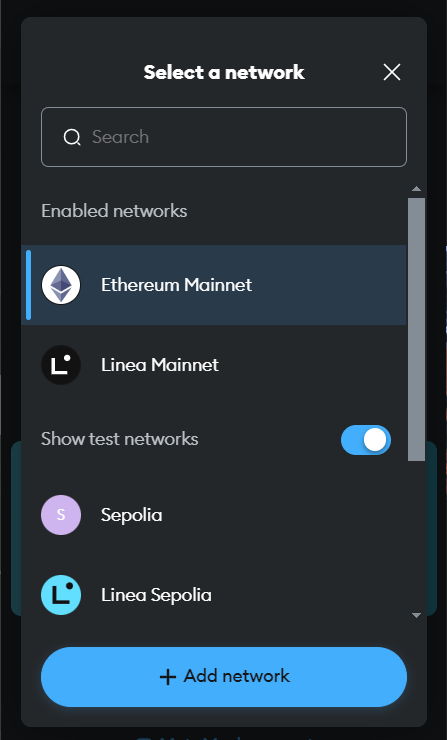 Select a network
Search
Enabled networks
Ethereum Mainnet
L
Linea Mainnet
Show test networks
S
Sepolia
L
Linea Sepolia
+ Add network